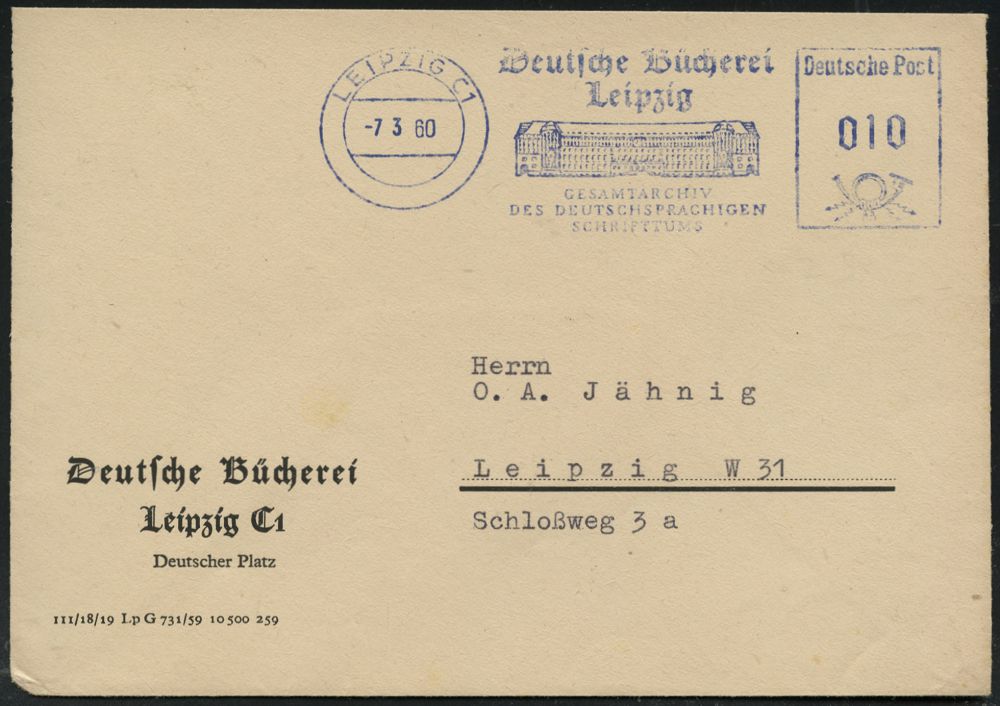 LEIPZIG C1
-7 3 60
Deutſche Bücherei
Leipzig
GESAMTARCHIV
DES DEUTSCHSPRACHIGEN
SCHRIFTTUMS
Deutsche Post
010
Herrn
O. A. Jähnig
Leipzig W 31
Schloßweg 3 a
Deutſche Bücherei
Leipzig C1
Deutscher Platz
III/18/19 Lp G 731/59 10 500 259